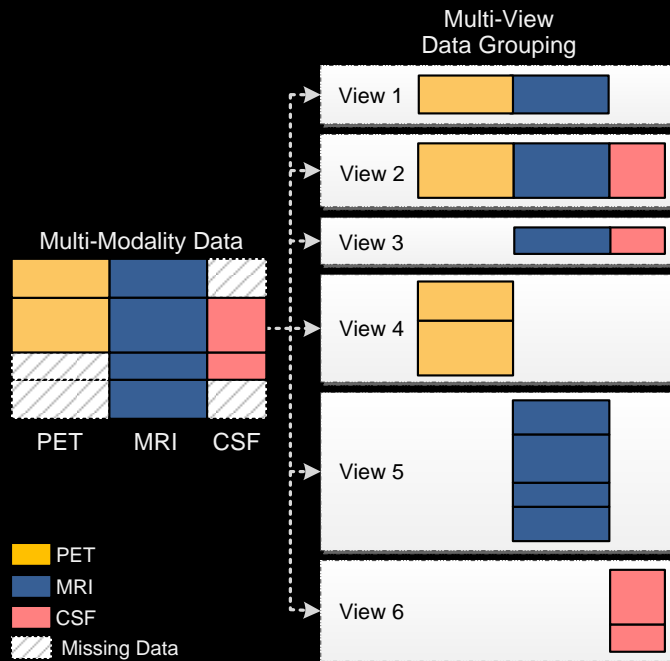 Multi-View
Data Grouping
View 1
View 2
View 3
View 4
View 5
View 6
Multi-Modality Data
PET MRI CSF
PET
MRI
CSF
Missing Data